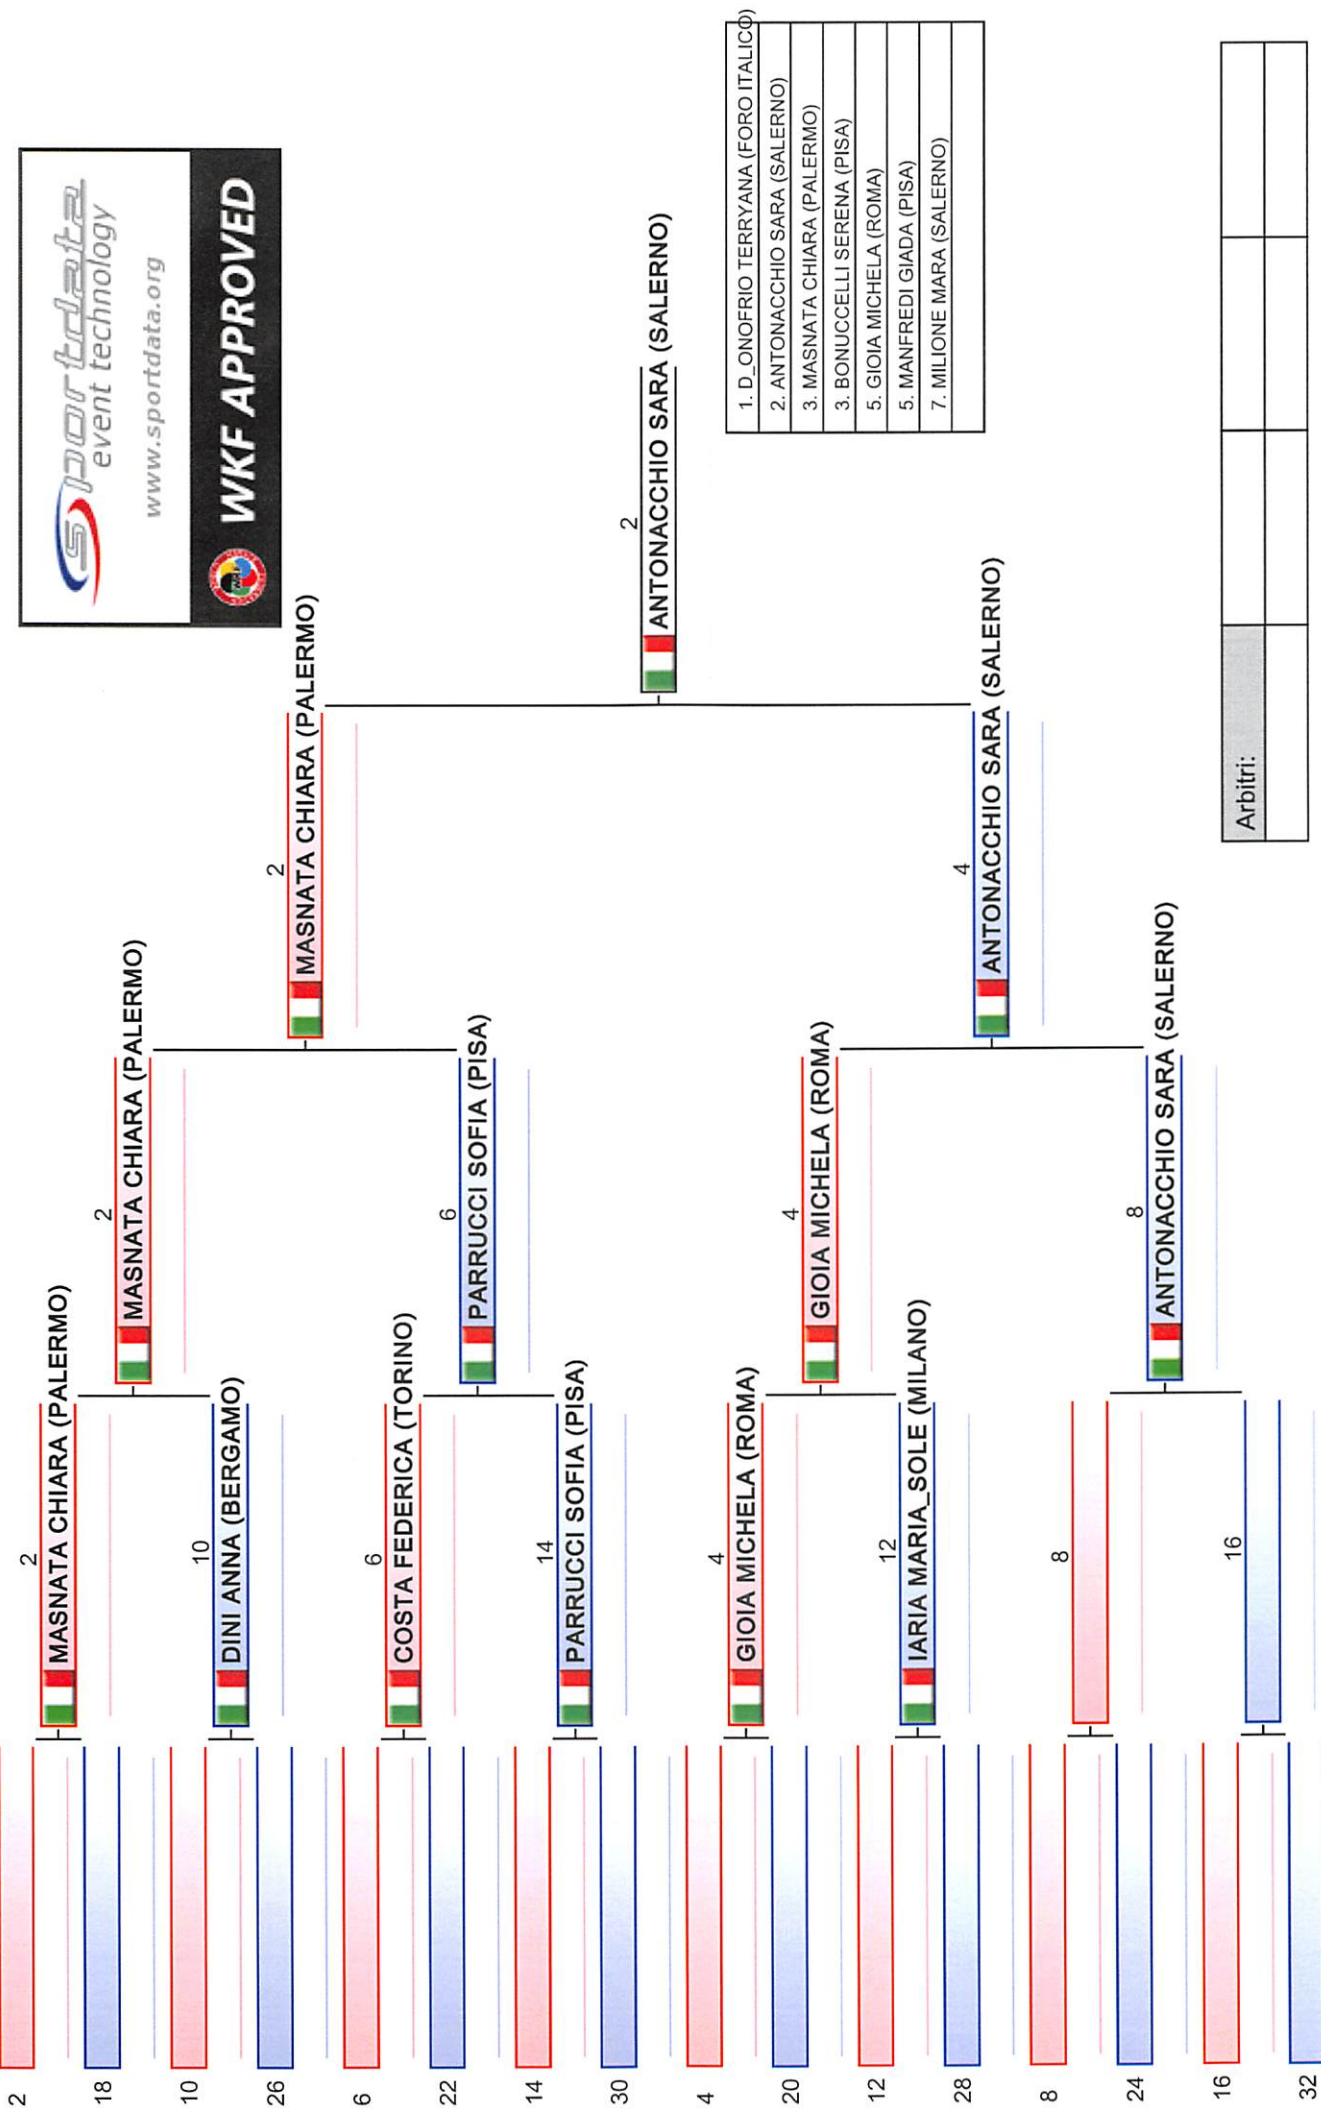 sportdata
event technology
www.sportdata.org
WKF APPROVED
2
18
10
26
6
22
14
30
4
20
12
28
8
24
16
32
2
MASNATA CHIARA (PALERMO)
10
DINI ANNA (BERGAMO)
6
COSTA FEDERICA (TORINO)
14
PARRUCCI SOFIA (PISA)
4
GIOIA MICHELA (ROMA)
12
IARIA MARIA_SOLE (MILANO)
8
16
2
MASNATA CHIARA (PALERMO)
6
PARRUCCI SOFIA (PISA)
4
GIOIA MICHELA (ROMA)
8
ANTONACCHIO SARA (SALERNO)
2
MASNATA CHIARA (PALERMO)
4
ANTONACCHIO SARA (SALERNO)
2
ANTONACCHIO SARA (SALERNO)
1. D_ONOFRIO TERRYANA (FORO ITALICO)
2. ANTONACCHIO SARA (SALERNO)
3. MASNATA CHIARA (PALERMO)
3. BONUCCELLI SERENA (PISA)
5. GIOIA MICHELA (ROMA)
5. MANFREDI GIADA (PISA)
7. MILIONE MARA (SALERNO)
Arbitri: